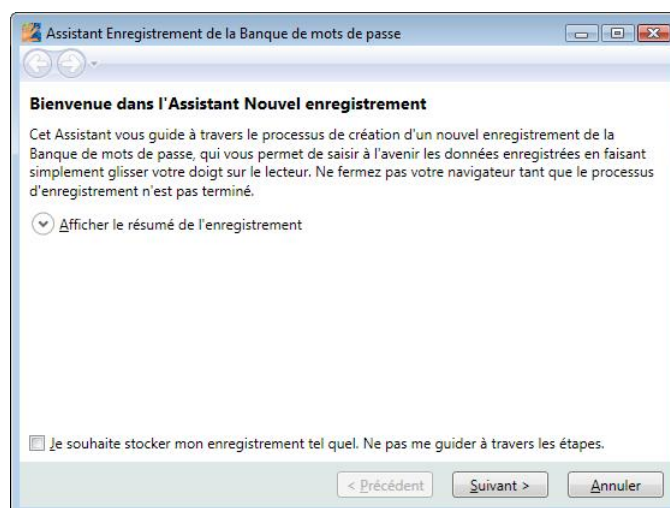 Assistant Enregistrement de la Banque de mots de passe
Bienvenue dans l'Assistant Nouvel enregistrement
Cet Assistant vous guide à travers le processus de création d'un nouvel enregistrement de la
Banque de mots de passe, qui vous permet de saisir à l'avenir les données enregistrées en faisant
simplement glisser votre doigt sur le lecteur. Ne fermez pas votre navigateur tant que le processus
d'enregistrement n'est pas terminé.
Afficher le résumé de l'enregistrement
Je souhaite stocker mon enregistrement tel quel. Ne pas me guider à travers les étapes.
< Précédent Suivant > Annuler